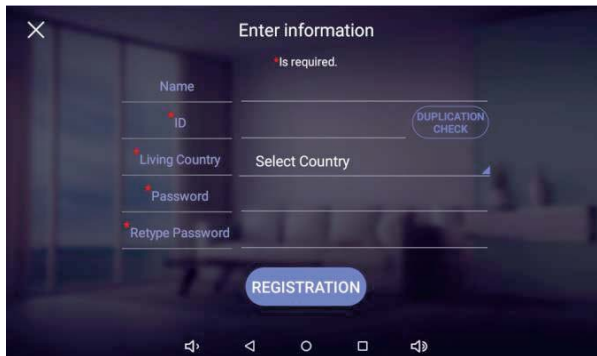 Enter information
*Is required.
Name
*ID
DUPLICATION
CHECK
*Living Country
Select Country
*Password
*Retype Password
REGISTRATION